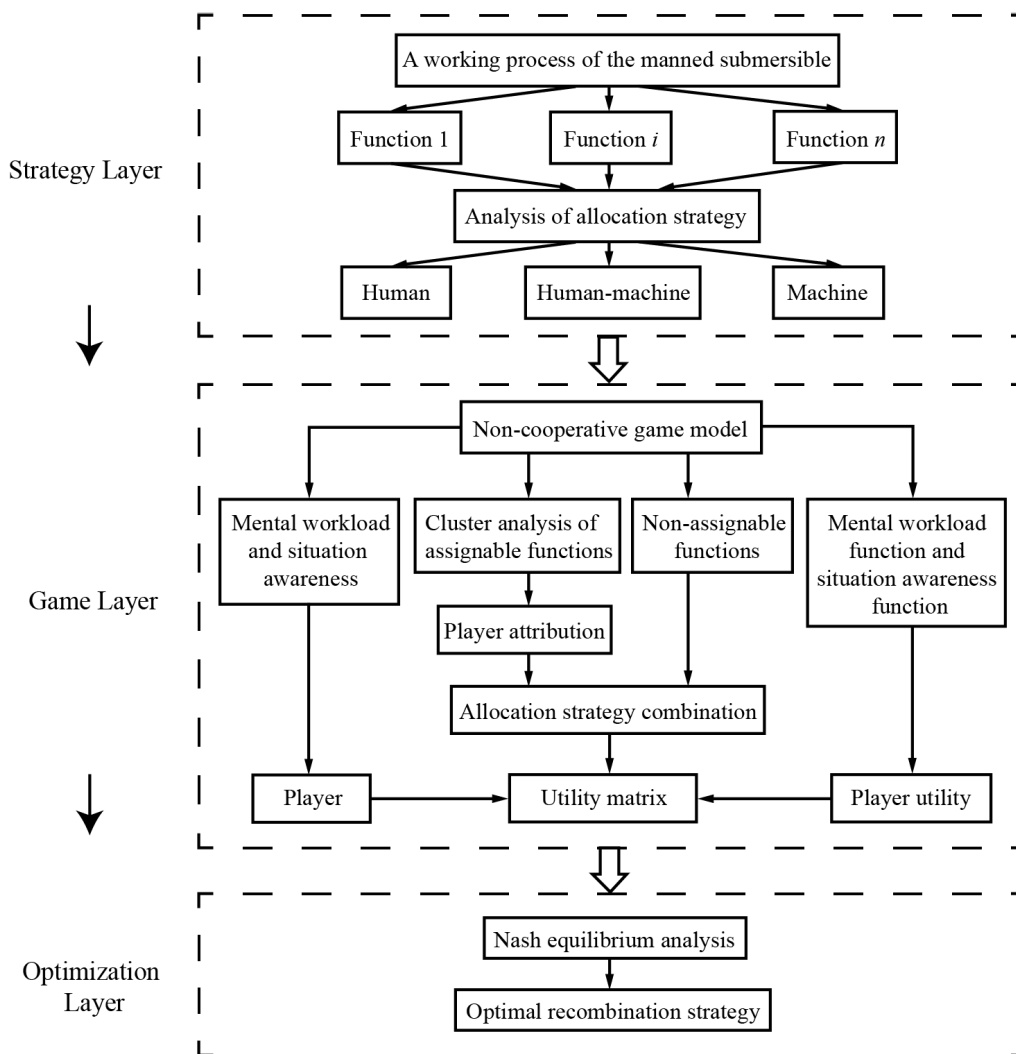 A working process of the manned submersible
Function 1
Function i
Function n
Strategy Layer
Analysis of allocation strategy
Human
Human-machine
Machine
Non-cooperative game model
Mental workload
and situation
awareness
Cluster analysis of
assignable functions
Non-assignable
functions
Mental workload
function and
situation awareness
function
Game Layer
Player attribution
Allocation strategy combination
Player
Utility matrix
Player utility
Nash equilibrium analysis
Optimization
Layer
Optimal recombination strategy